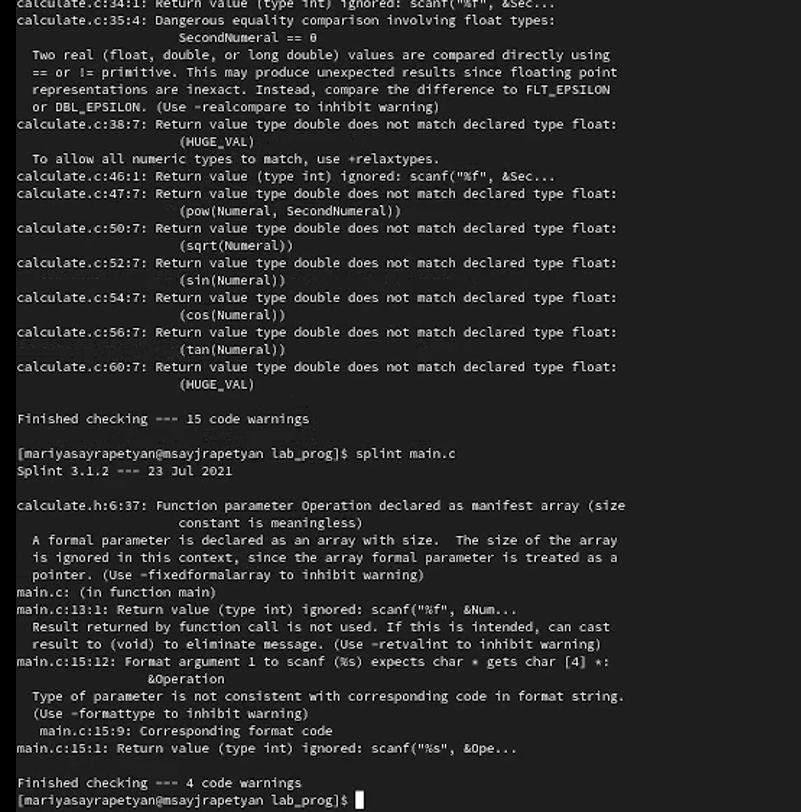 calculate.c:34:1: Return value (type int) ignored: scanf("%f", &Sec...
calculate.c:35:4: Dangerous equality comparison involving float types:
SecondNumeral == 0
Two real (float, double, or long double) values are compared directly using
== or != primitive. This may produce unexpected results since floating point
representations are inexact. Instead, compare the difference to FLT_EPSILON
or DBL_EPSILON. (Use -realcompare to inhibit warning)
calculate.c:38:7: Return value type double does not match declared type float:
(HUGE_VAL)
To allow all numeric types to match, use +relaxtypes.
calculate.c:46:1: Return value (type int) ignored: scanf("%f", &Sec...
calculate.c:47:7: Return value type double does not match declared type float:
(pow(Numeral, SecondNumeral))
calculate.c:50:7: Return value type double does not match declared type float:
(sqrt(Numeral))
calculate.c:52:7: Return value type double does not match declared type float:
(sin(Numeral))
calculate.c:54:7: Return value type double does not match declared type float:
(cos(Numeral))
calculate.c:56:7: Return value type double does not match declared type float:
(tan(Numeral))
calculate.c:60:7: Return value type double does not match declared type float:
(HUGE_VAL)
Finished checking --- 15 code warnings
[mariyasayrapetyan@msayjrapetyan lab_prog]$ splint main.c
Splint 3.1.2 --- 23 Jul 2021
calculate.h:6:37: Function parameter Operation declared as manifest array (size
constant is meaningless)
A formal parameter is declared as an array with size.  The size of the array
is ignored in this context, since the array formal parameter is treated as a
pointer. (Use -fixedformalarray to inhibit warning)
main.c: (in function main)
main.c:13:1: Return value (type int) ignored: scanf("%f", &Num...
Result returned by function call is not used. If this is intended, can cast
result to (void) to eliminate message. (Use -retvalint to inhibit warning)
main.c:15:12: Format argument 1 to scanf (%s) expects char * gets char [4] *:
&Operation
Type of parameter is not consistent with corresponding code in format string.
(Use -formattype to inhibit warning)
main.c:15:9: Corresponding format code
main.c:15:1: Return value (type int) ignored: scanf("%s", &Ope...
Finished checking --- 4 code warnings
[mariyasayrapetyan@msayjrapetyan lab_prog]$